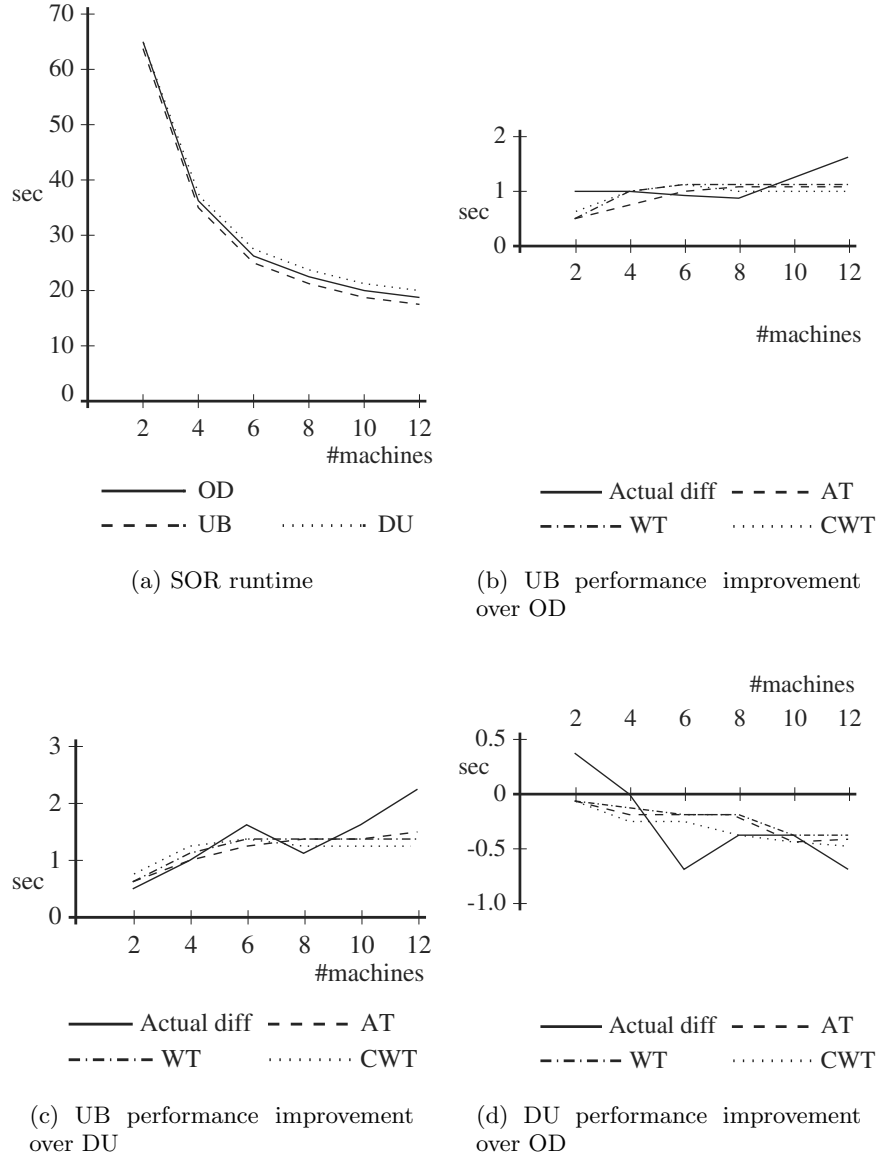 70
60
50
40
sec
30
20
10
0
2 4 6 8 10 12
#machines
OD
UB DU
(a) SOR runtime
2
1
sec
0
2 4 6 8 10 12
#machines
Actual diff AT
WT CWT
(b) UB performance improvement
over OD
3
2
1
sec
0
2 4 6 8 10 12
#machines
Actual diff AT
WT CWT
(c) UB performance improvement
over DU
#machines
2 4 6 8 10 12
0.5
sec
0
-0.5
-1.0
Actual diff AT
WT CWT
(d) DU performance improvement
over OD